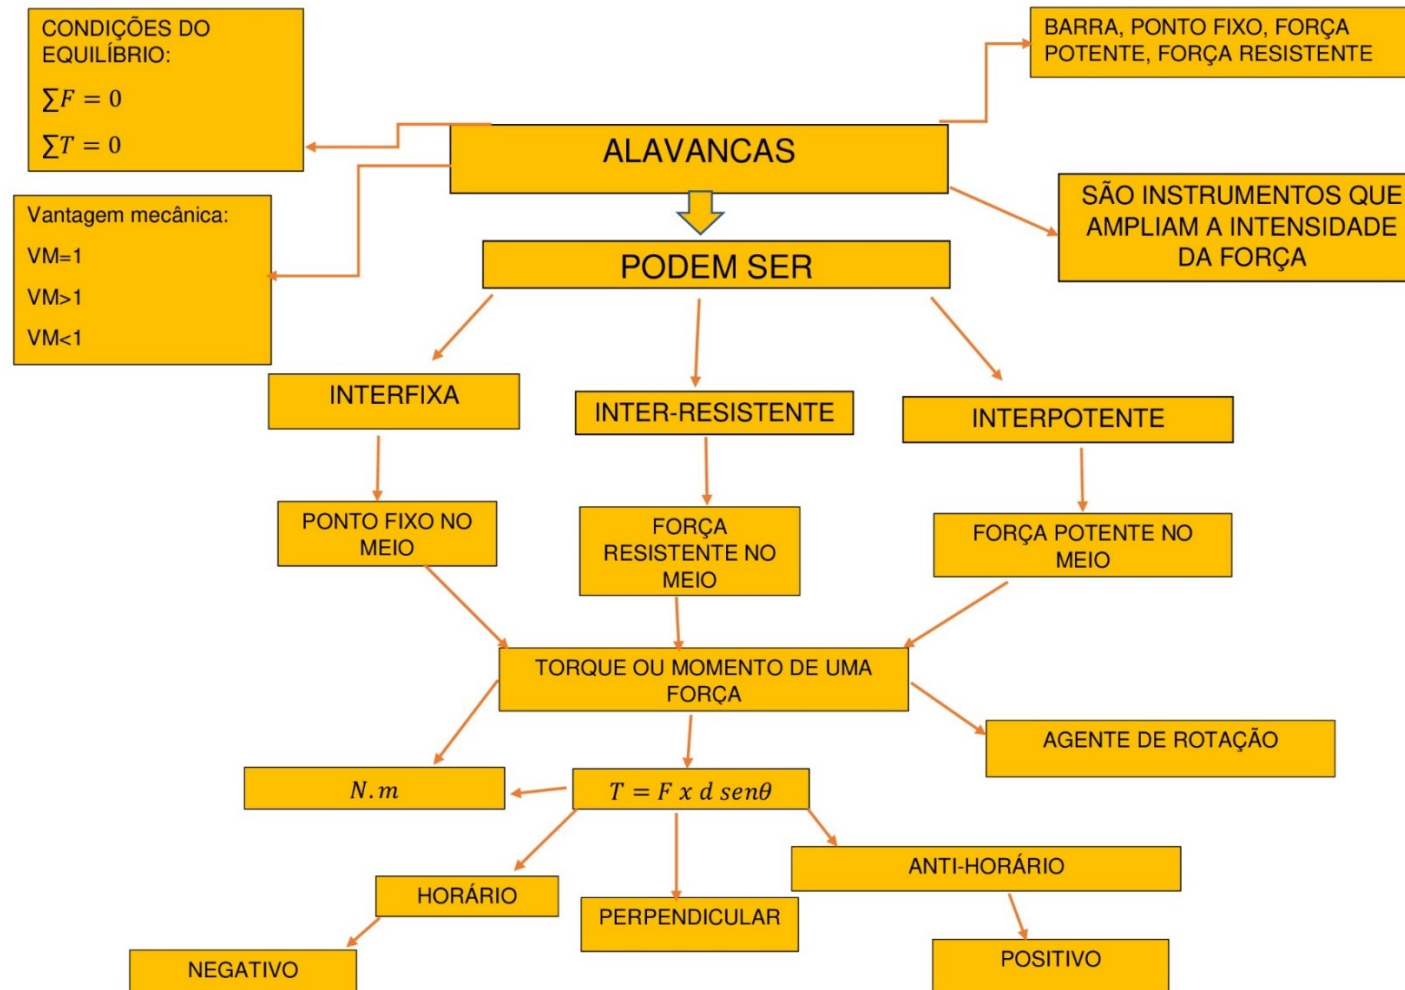 CONDIÇÕES DO
EQUILÍBRIO:
∑F = 0
∑T = 0
BARRA, PONTO FIXO, FORÇA
POTENTE, FORÇA RESISTENTE
ALAVANCAS
Vantagem mecânica:
VM=1
VM>1
VM<1
SÃO INSTRUMENTOS QUE
AMPLIAM A INTENSIDADE
DA FORÇA
PODEM SER
INTERFIXA
INTER-RESISTENTE
INTERPOTENTE
PONTO FIXO NO
MEIO
FORÇA
RESISTENTE NO
MEIO
FORÇA POTENTE NO
MEIO
TORQUE OU MOMENTO DE UMA
FORÇA
AGENTE DE ROTAÇÃO
N.m
T = F x d senθ
ANTI-HORÁRIO
HORÁRIO
PERPENDICULAR
POSITIVO
NEGATIVO